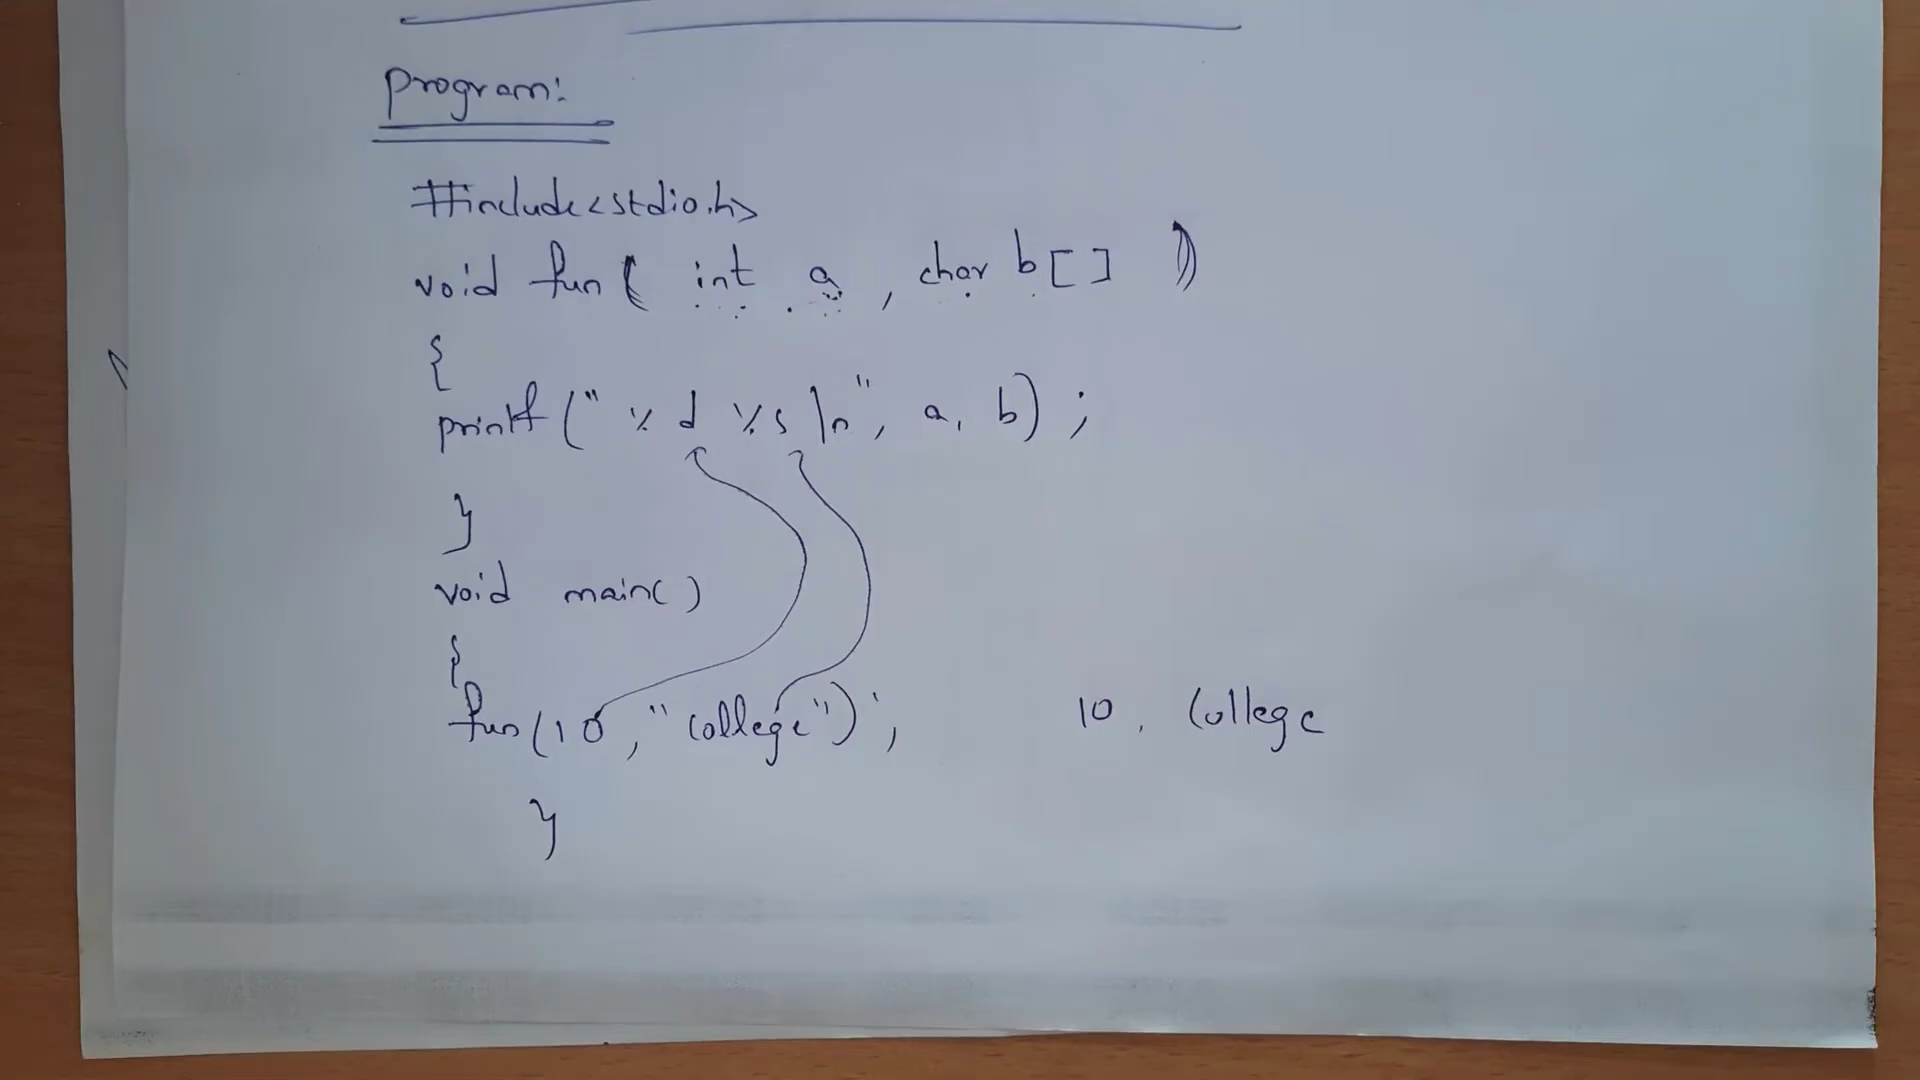 Program:
#include<stdio.h>
void fun( int a , char b[] )
{
printf(" %d %s \n", a, b) ;
}
void main()
{
fun(10, "college") ;
10, College
}